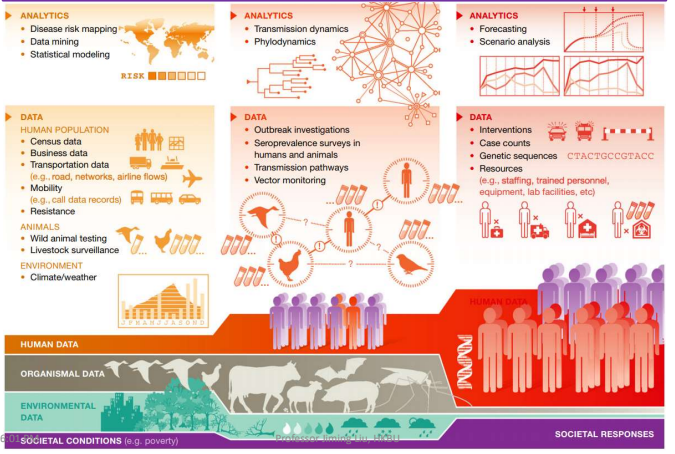 ANALYTICS
• Disease risk mapping
• Data mining
• Statistical modeling
RISK
ANALYTICS
• Transmission dynamics
• Phylodynamics
ANALYTICS
• Forecasting
• Scenario analysis
DATA
HUMAN POPULATION
• Census data
• Business data
• Transportation data
(e.g., road, networks, airline flows)
• Mobility
(e.g., call data records)
• Resistance
ANIMALS
• Wild animal testing
• Livestock surveillance
ENVIRONMENT
• Climate/weather
J F M A M J J A S O N D
DATA
• Outbreak investigations
• Seroprevalence surveys in
humans and animals
• Transmission pathways
• Vector monitoring
?
?
?
DATA
• Interventions
• Case counts
• Genetic sequences CTACTGCCGTACC
• Resources
(e.g., staffing, trained personnel,
equipment, lab facilities, etc)
HUMAN DATA
HUMAN DATA
ORGANISMAL DATA
ENVIRONMENTAL
DATA
SOCIETAL CONDITIONS (e.g. poverty)
Professor Jiming Liu, HKBU
SOCIETAL RESPONSES